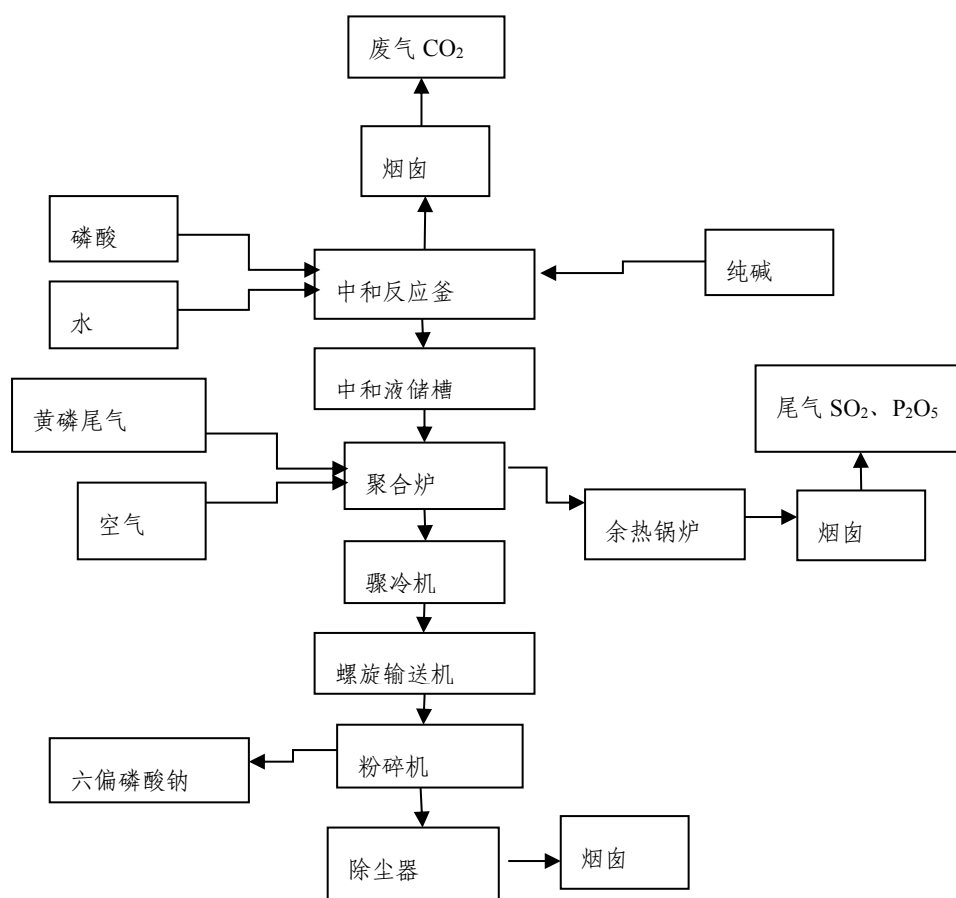 废气 CO₂
烟囱
磷酸
纯碱
中和反应釜
水
中和液储槽
尾气 SO₂、P₂O₅
黄磷尾气
聚合炉
空气
余热锅炉
烟囱
骤冷机
螺旋输送机
粉碎机
六偏磷酸钠
烟囱
除尘器